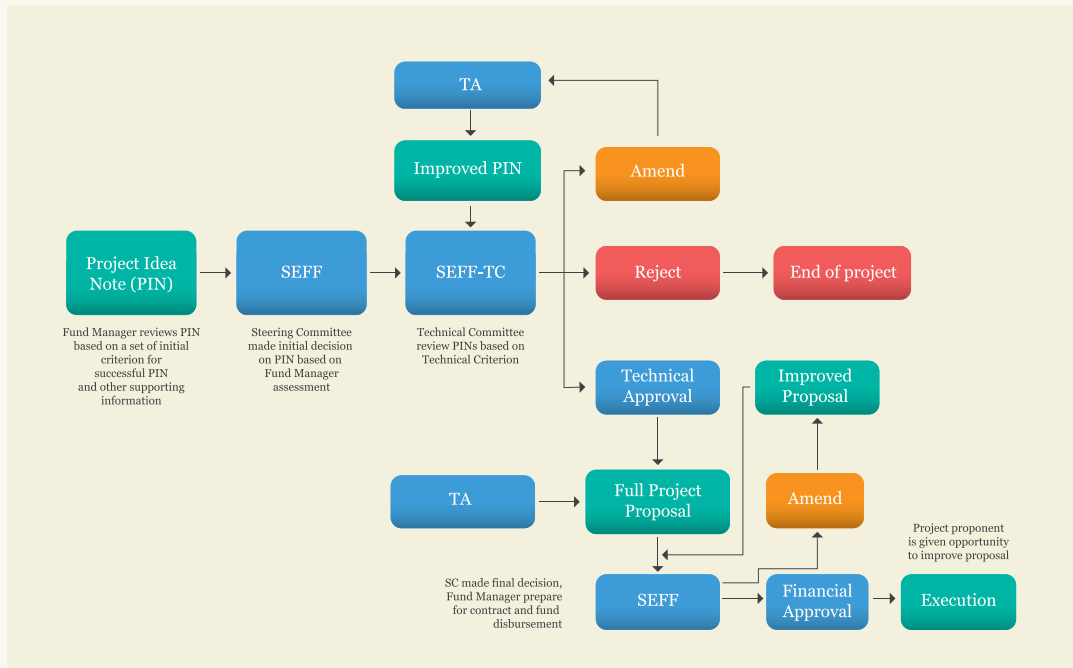 TA
Improved PIN
Amend
Project Idea
Note (PIN)
SEFF
SEFF-TC
Reject
End of project
Fund Manager reviews PIN
based on a set of initial
criterion for
successful PIN
and other supporting
information
Steering Committee
made initial decision
on PIN based on
Fund Manager
assessment
Technical Committee
review PINs based on
Technical Criterion
Technical
Approval
Improved
Proposal
TA
Full Project
Proposal
Amend
Project proponent
is given opportunity
to improve proposal
SC made final decision,
Fund Manager prepare
for contract and fund
disbursement
SEFF
Financial
Approval
Execution